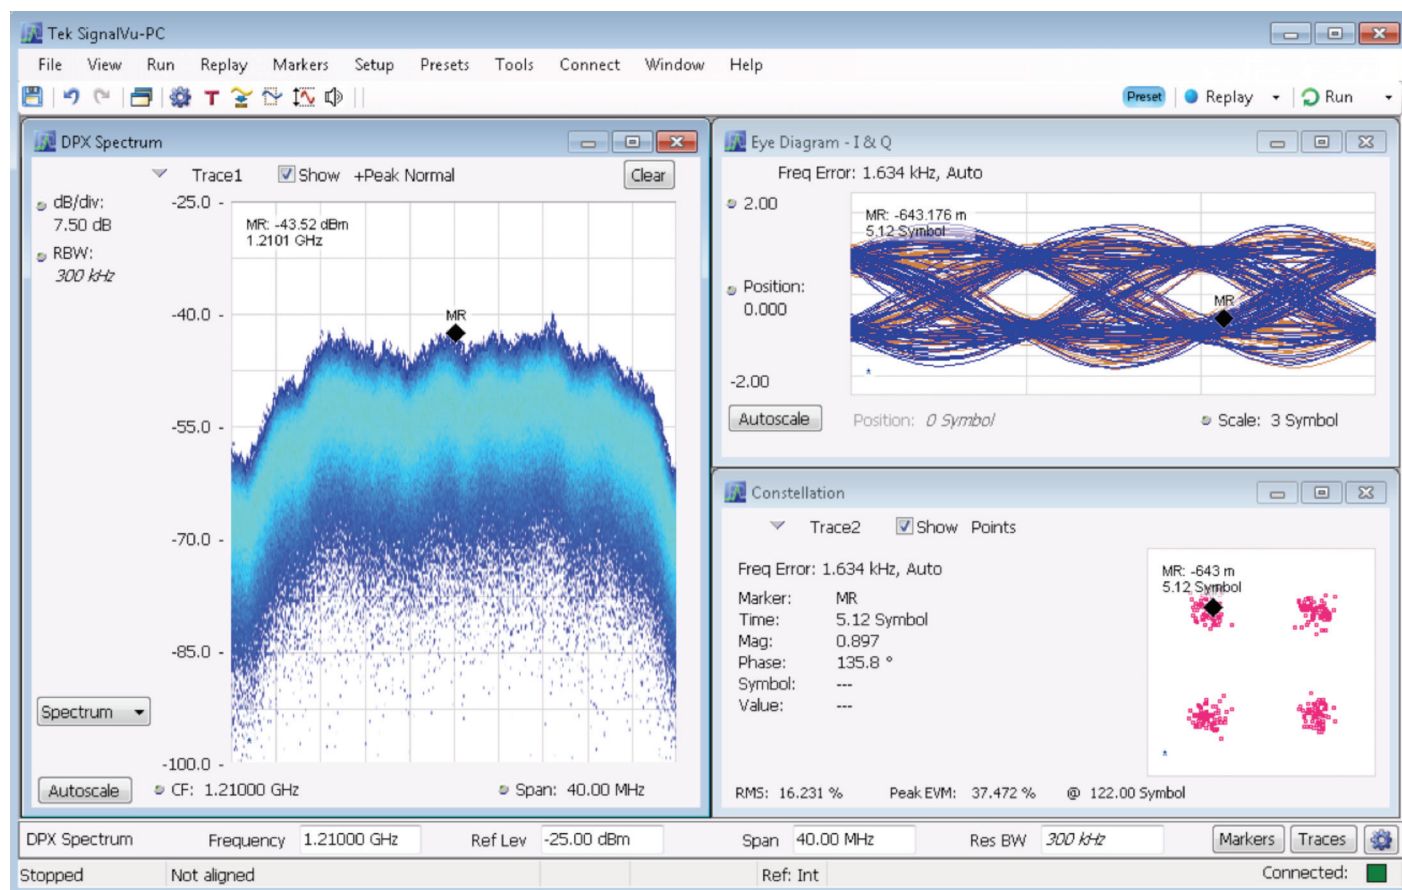 Tek SignalVu-PC
File View Run Replay Markers Setup Presets Tools Connect Window Help
T Preset Replay Run
DPX Spectrum
Trace1 Show +Peak Normal Clear
dB/div:
7.50 dB
RBW:
300 kHz
-25.0 -
MR: -43.52 dBm
1.2101 GHz
-40.0 -
MR
-55.0 -
-70.0 -
-85.0 -
Spectrum
-100.0 -
Autoscale CF: 1.21000 GHz Span: 40.00 MHz
Eye Diagram - I & Q
Freq Error: 1.634 kHz, Auto
2.00
MR: -643.176 m
5.12 Symbol
Position:
0.000
MR
-2.00
Autoscale Position: 0 Symbol Scale: 3 Symbol
Constellation
Trace2 Show Points
Freq Error: 1.634 kHz, Auto
Marker: MR
Time: 5.12 Symbol
Mag: 0.897
Phase: 135.8 °
Symbol: ---
Value: ---
MR: -643 m
5.12 Symbol
RMS: 16.231 % Peak EVM: 37.472 % @ 122.00 Symbol
DPX Spectrum Frequency 1.21000 GHz Ref Lev -25.00 dBm Span 40.00 MHz Res BW 300 kHz Markers Traces
Stopped Not aligned Ref: Int Connected: